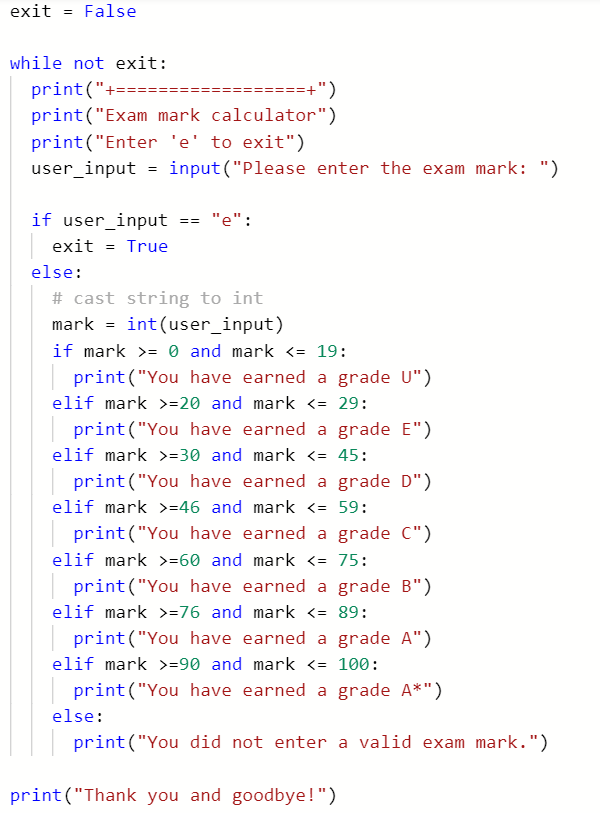 exit = False

while not exit:
  print("+==================+")
  print("Exam mark calculator")
  print("Enter 'e' to exit")
  user_input = input("Please enter the exam mark: ")

  if user_input == "e":
    exit = True
  else:
    # cast string to int
    mark = int(user_input)
    if mark >= 0 and mark <= 19:
      print("You have earned a grade U")
    elif mark >=20 and mark <= 29:
      print("You have earned a grade E")
    elif mark >=30 and mark <= 45:
      print("You have earned a grade D")
    elif mark >=46 and mark <= 59:
      print("You have earned a grade C")
    elif mark >=60 and mark <= 75:
      print("You have earned a grade B")
    elif mark >=76 and mark <= 89:
      print("You have earned a grade A")
    elif mark >=90 and mark <= 100:
      print("You have earned a grade A*")
    else:
      print("You did not enter a valid exam mark.")

print("Thank you and goodbye!")